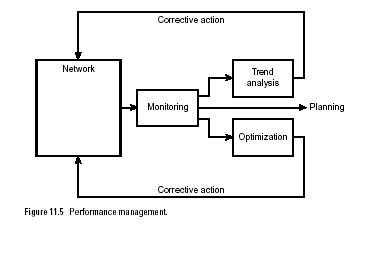 Corrective action
Network
Trend
analysis
Monitoring
Planning
Optimization
Corrective action
Figure 11.5 Performance management.